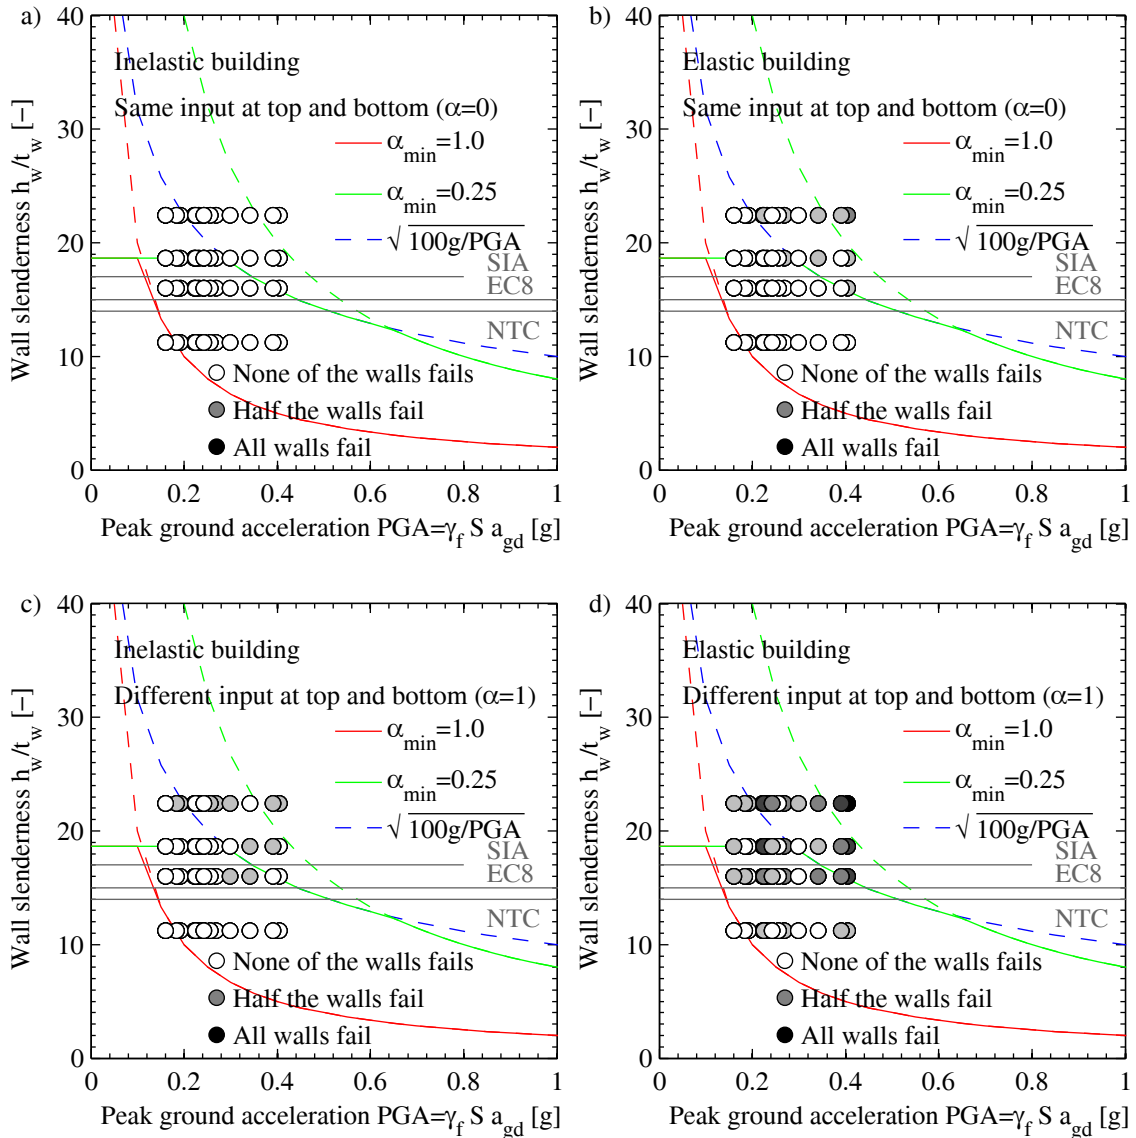 a)
40
30
20
10
0
Wall slenderness h_w/t_w [–]
Inelastic building
Same input at top and bottom (α=0)
α_min=1.0
α_min=0.25
√100g/PGA
SIA
EC8
NTC
None of the walls fails
Half the walls fail
All walls fail
0 0.2 0.4 0.6 0.8 1
Peak ground acceleration PGA=γ_f S a_gd [g]
b)
40
30
20
10
0
Wall slenderness h_w/t_w [–]
Elastic building
Same input at top and bottom (α=0)
α_min=1.0
α_min=0.25
√100g/PGA
SIA
EC8
NTC
None of the walls fails
Half the walls fail
All walls fail
0 0.2 0.4 0.6 0.8 1
Peak ground acceleration PGA=γ_f S a_gd [g]
c)
40
30
20
10
0
Wall slenderness h_w/t_w [–]
Inelastic building
Different input at top and bottom (α=1)
α_min=1.0
α_min=0.25
√100g/PGA
SIA
EC8
NTC
None of the walls fails
Half the walls fail
All walls fail
0 0.2 0.4 0.6 0.8 1
Peak ground acceleration PGA=γ_f S a_gd [g]
d)
40
30
20
10
0
Wall slenderness h_w/t_w [–]
Elastic building
Different input at top and bottom (α=1)
α_min=1.0
α_min=0.25
√100g/PGA
SIA
EC8
NTC
None of the walls fails
Half the walls fail
All walls fail
0 0.2 0.4 0.6 0.8 1
Peak ground acceleration PGA=γ_f S a_gd [g]